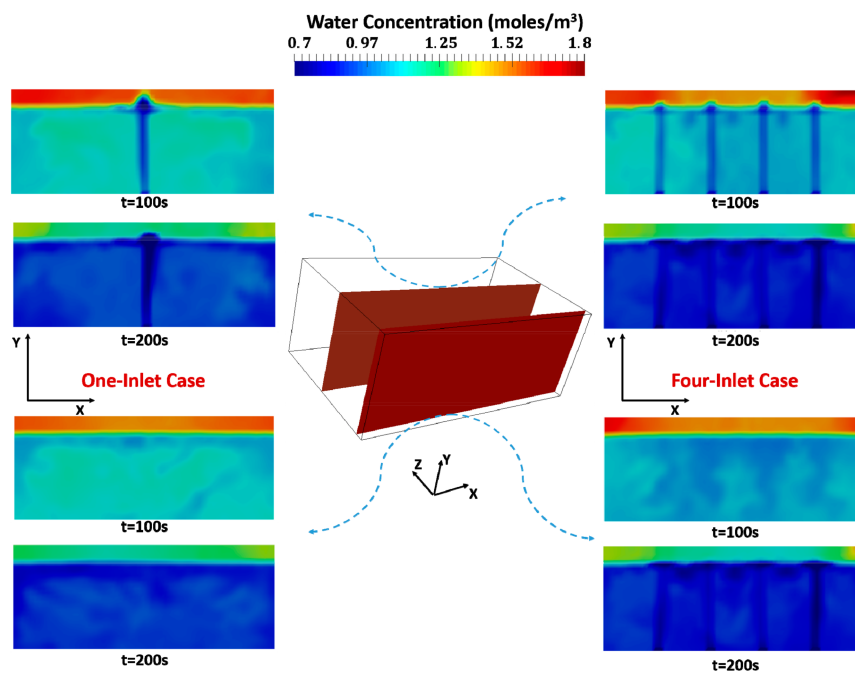 Water Concentration (moles/m³)
0.7 0.97 1.25 1.52 1.8
t=100s
t=100s
t=200s
t=200s
Y
X
One-Inlet Case
Y
X
Four-Inlet Case
Z
Y
X
t=100s
t=100s
t=200s
t=200s